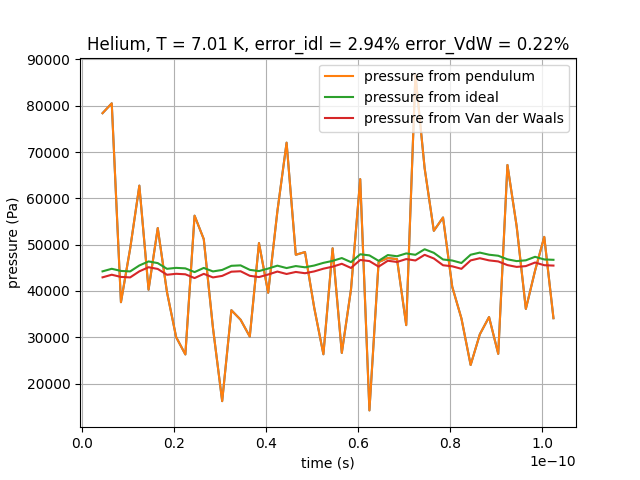 Helium, T = 7.01 K, error_idl = 2.94% error_VdW = 0.22%
pressure from pendulum
pressure from ideal
pressure from Van der Waals
pressure (Pa)
90000
80000
70000
60000
50000
40000
30000
20000
0.0 0.2 0.4 0.6 0.8 1.0
time (s)
1e−10